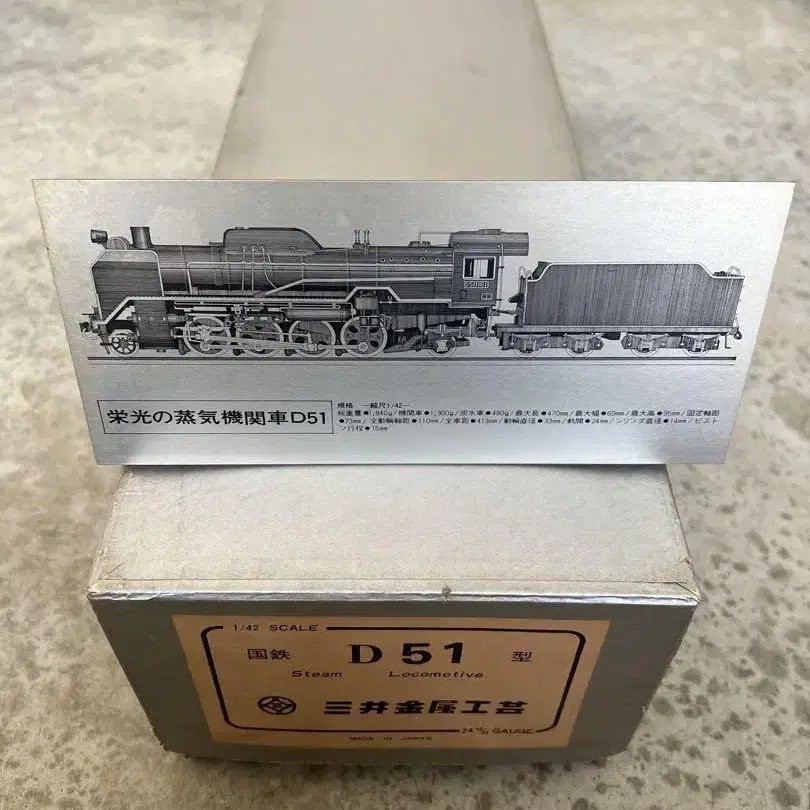 D51 1161
栄光の蒸気機関車D51
規格 —縮尺1/42—
総重量●1,840g/機関車●1,360g/炭水車●480g/最大長●470mm/最大幅●69mm/最大高●95mm/固定軸距
●73mm/全動輪軸距●110mm/全車距●413mm/動輪直径●33mm/軌間●24mm/シリンダ直径●14mm/ピスト
ン行程●15mm
1/42 SCALE
国鉄 D51 型
Steam Locomotive
三井金属工芸
24 m/m GAUGE
MADE IN JAPAN